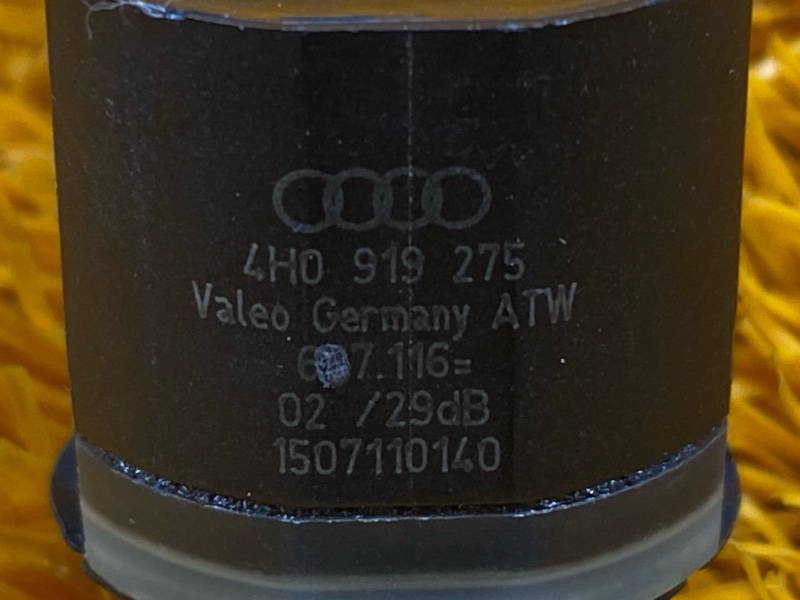 4H0 919 275
Valeo Germany ATW
02 /29dB
1507110140